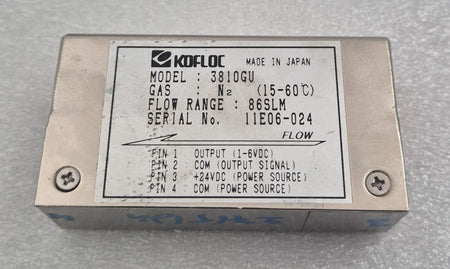 KOFLOC MADE IN JAPAN
MODEL : 3810GU
GAS : N₂ (15-60℃)
FLOW RANGE : 86SLM
SERIAL No. 11E06-024
FLOW
PIN 1 OUTPUT (1-6VDC)
PIN 2 : COM (OUTPUT SIGNAL)
PIN 3 : +24VDC (POWER SOURCE)
PIN 4 : COM (POWER SOURCE)